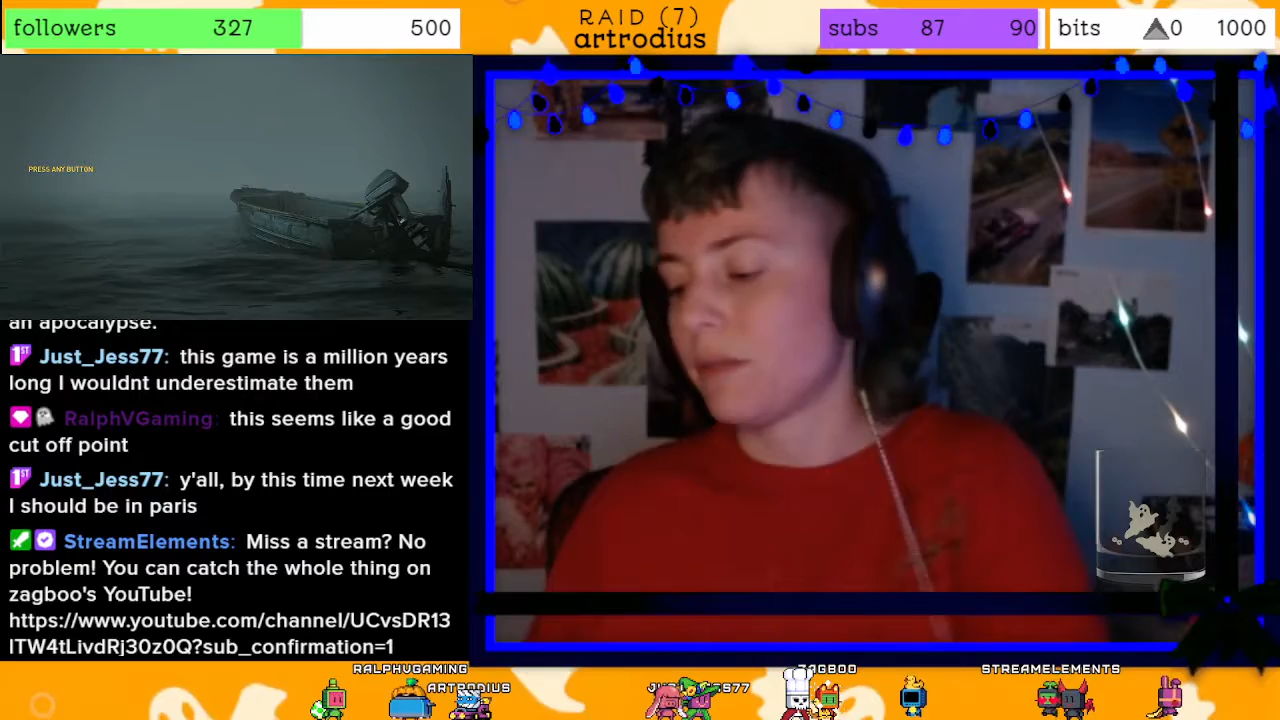 followers 327 500
RAID (7)
artrodius
subs 87 90
bits 0 1000
PRESS ANY BUTTON
an apocalypse.
Just_Jess77: this game is a million years
long I wouldnt underestimate them
RalphVGaming: this seems like a good
cut off point
Just_Jess77: y'all, by this time next week
I should be in paris
StreamElements: Miss a stream? No
problem! You can catch the whole thing on
zagboo's YouTube!
https://www.youtube.com/channel/UCvsDR13
lTW4tLivdRj30z0Q?sub_confirmation=1
RALPHVGAMING
ARTRODIUS
ZAGBOO
STREAMELEMENTS